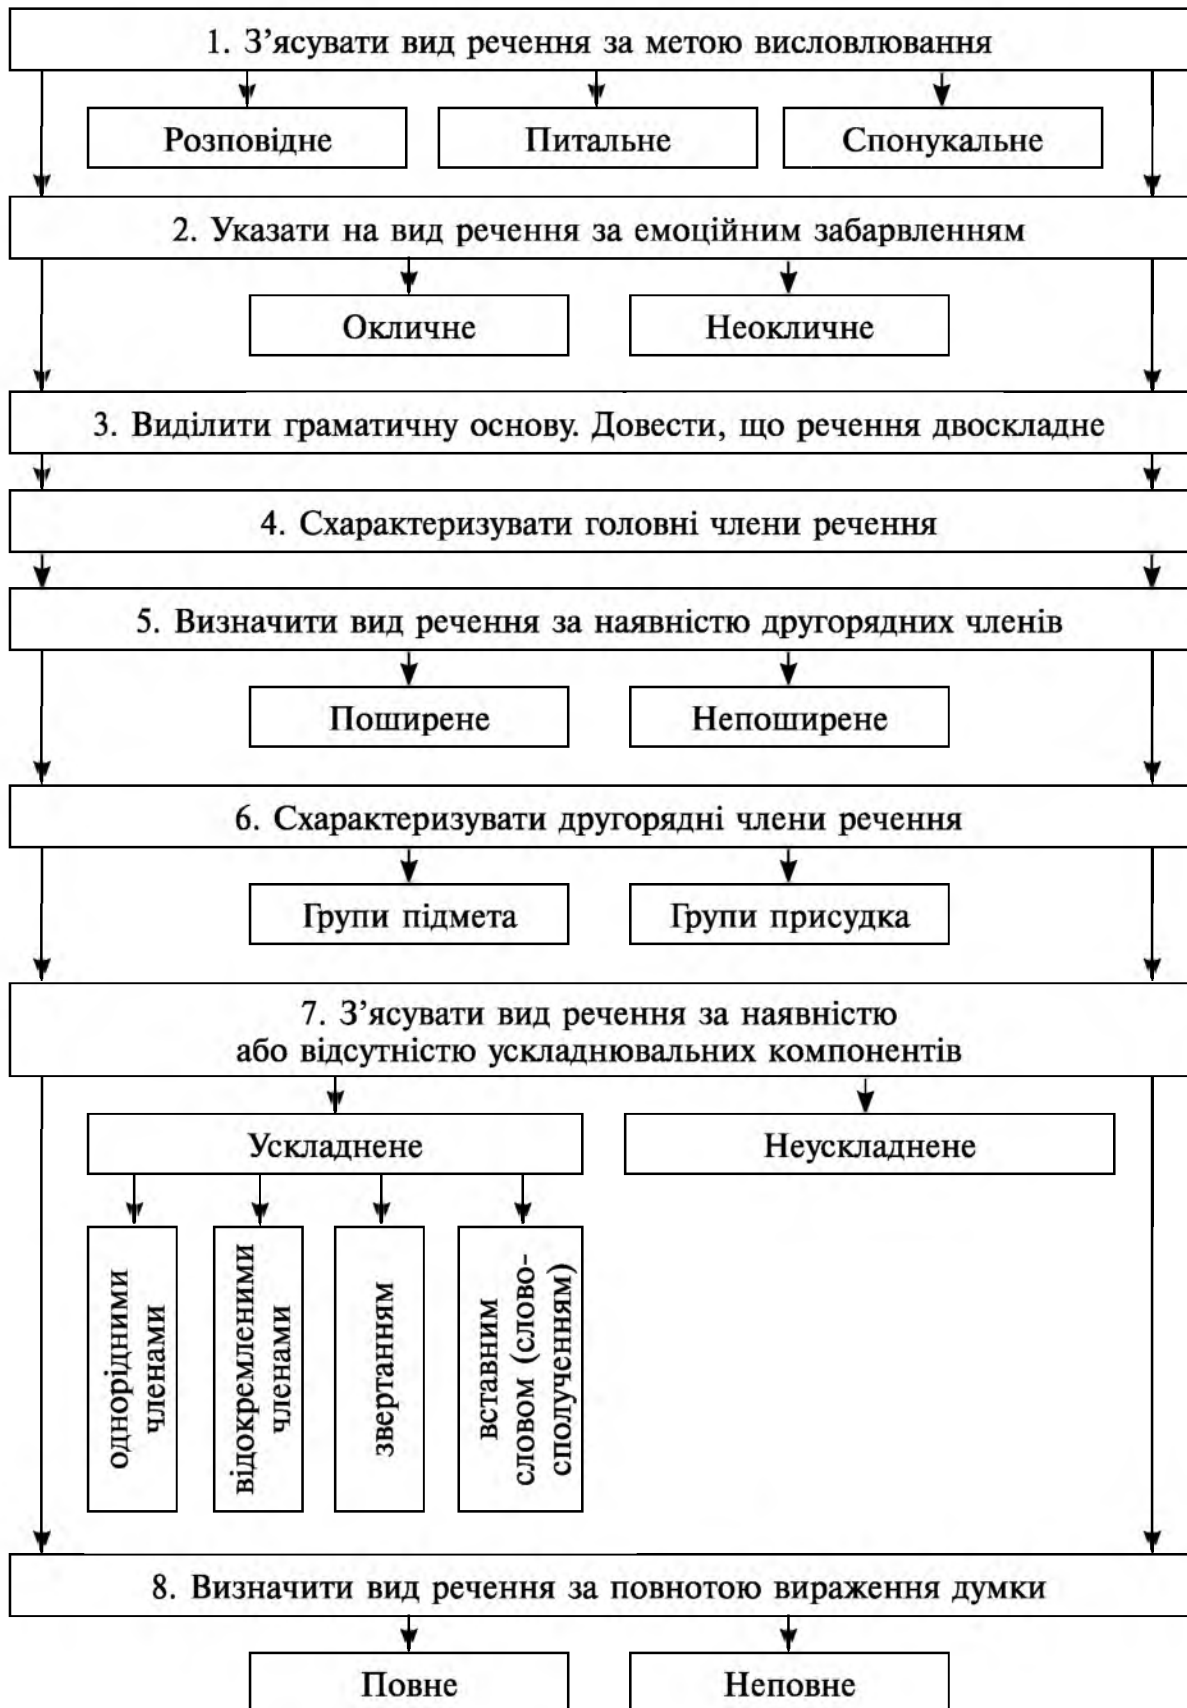 1. З’ясувати вид речення за метою висловлювання
Розповідне
Питальне
Спонукальне
2. Указати на вид речення за емоційним забарвленням
Окличне
Неокличне
3. Виділити граматичну основу. Довести, що речення двоскладне
4. Схарактеризувати головні члени речення
5. Визначити вид речення за наявністю другорядних членів
Поширене
Непоширене
6. Схарактеризувати другорядні члени речення
Групи підмета
Групи присудка
7. З’ясувати вид речення за наявністю
або відсутністю ускладнювальних компонентів
Ускладнене
Неускладнене
однорідними
членами
відокремленими
членами
звертанням
вставним
словом (слово-
сполученням)
8. Визначити вид речення за повнотою вираження думки
Повне
Неповне